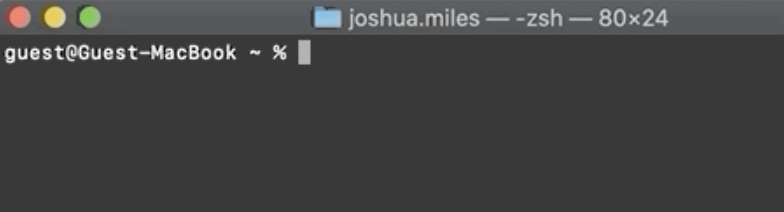 joshua.miles — -zsh — 80×24
guest@Guest-MacBook ~ %